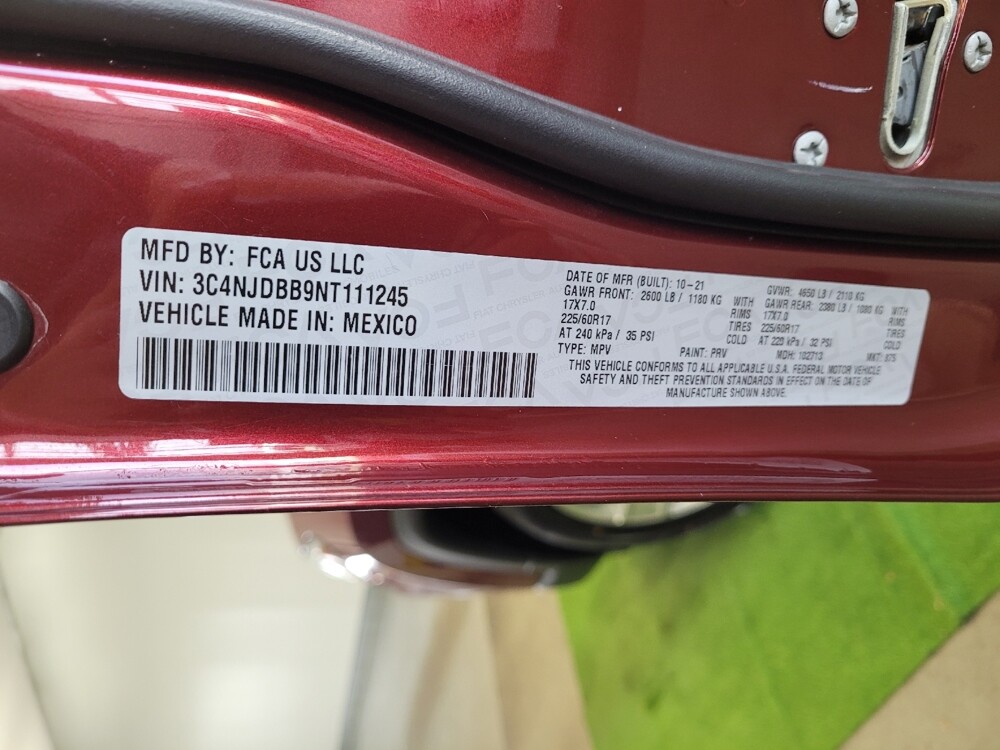 MFD BY: FCA US LLC
VIN: 3C4NJDBB9NT111245
VEHICLE MADE IN: MEXICO
DATE OF MFR (BUILT): 10-21 GVWR: 4650 LB / 2110 KG
GAWR FRONT: 2600 LB / 1180 KG WITH GAWR REAR: 2380 LB / 1080 KG WITH
17X7.0 RIMS 17X7.0 RIMS
225/60R17 TIRES 225/60R17 TIRES
AT 240 kPa / 35 PSI COLD AT 220 kPa / 32 PSI COLD
TYPE: MPV PAINT: PRV MDH: 102713 MKT: 875
THIS VEHICLE CONFORMS TO ALL APPLICABLE U.S.A. FEDERAL MOTOR VEHICLE
SAFETY AND THEFT PREVENTION STANDARDS IN EFFECT ON THE DATE OF
MANUFACTURE SHOWN ABOVE.